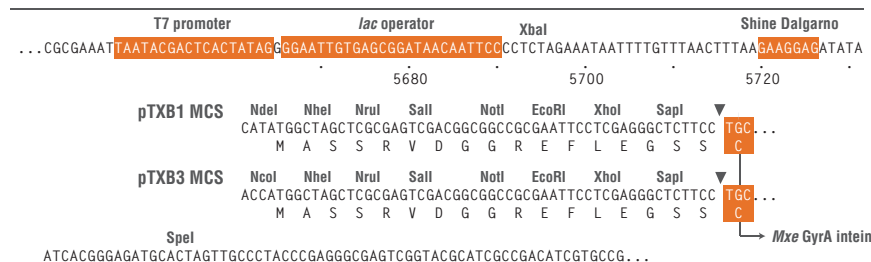 T7 promoter lac operator XbaI Shine Dalgarno
...CGCGAAATTAATACGACTCACTATAGGGGAATTGTGAGCGGATAACAATTCCCCTCTAGAAATAATTTTGTTTAACTTTAAGAAGGAGATATA
5680 5700 5720
pTXB1 MCS NdeI NheI NruI SalI NotI EcoRI XhoI SapI ▼
CATATGGCTAGCTCGCGAGTCGACGGCGGCCGCGAATTCCTCGAGGGCTCTTCC TGC...
M A S S R V D G G R E F L E G S S C
pTXB3 MCS NcoI NheI NruI SalI NotI EcoRI XhoI SapI ▼
ACCATGGCTAGCTCGCGAGTCGACGGCGGCCGCGAATTCCTCGAGGGCTCTTCC TGC...
M A S S R V D G G R E F L E G S S C
SpeI Mxe GyrA intein
ATCACGGGAGATGCACTAGTTGCCCTACCCGAGGGCGAGTCGGTACGCATCGCCGACATCGTGCCG...